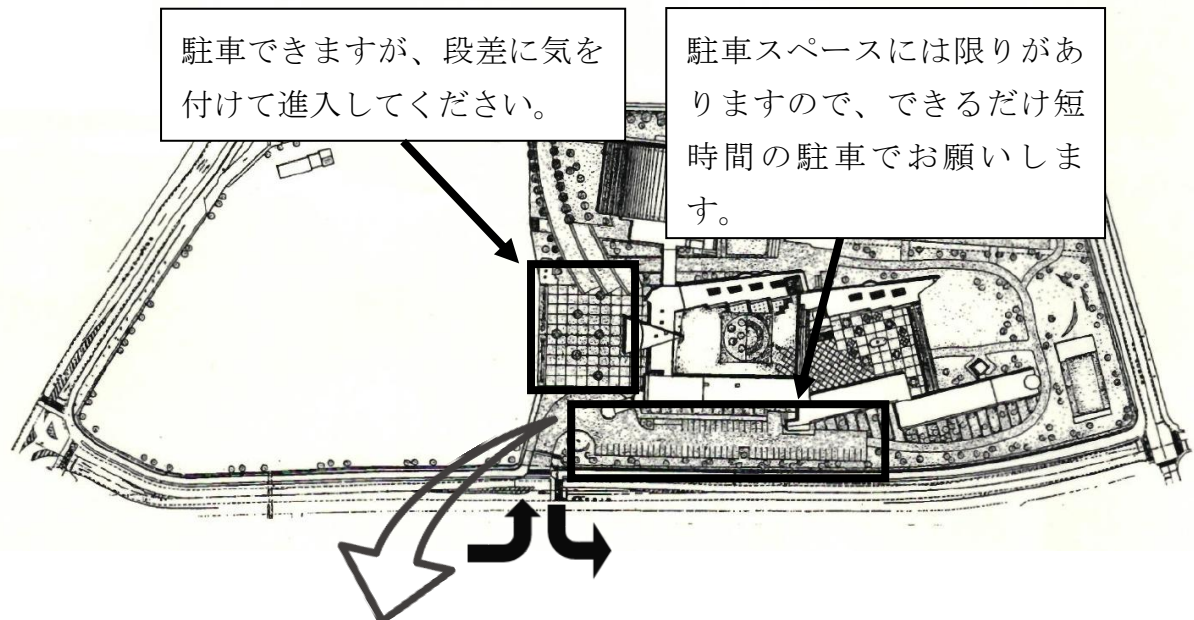 駐車できますが、段差に気を
付けて進入してください。
駐車スペースには限りがあ
りますので、できるだけ短
時間の駐車でお願いしま
す。